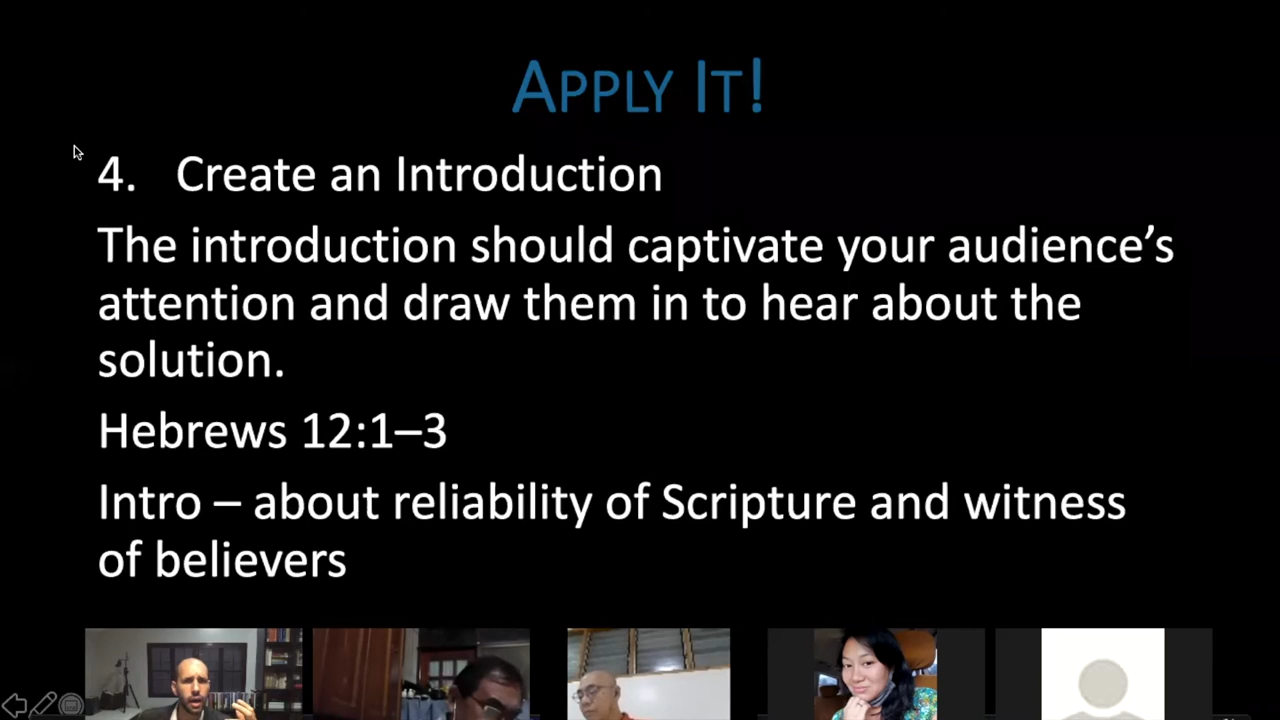 APPLY IT!
4. Create an Introduction
The introduction should captivate your audience’s
attention and draw them in to hear about the
solution.
Hebrews 12:1–3
Intro – about reliability of Scripture and witness
of believers